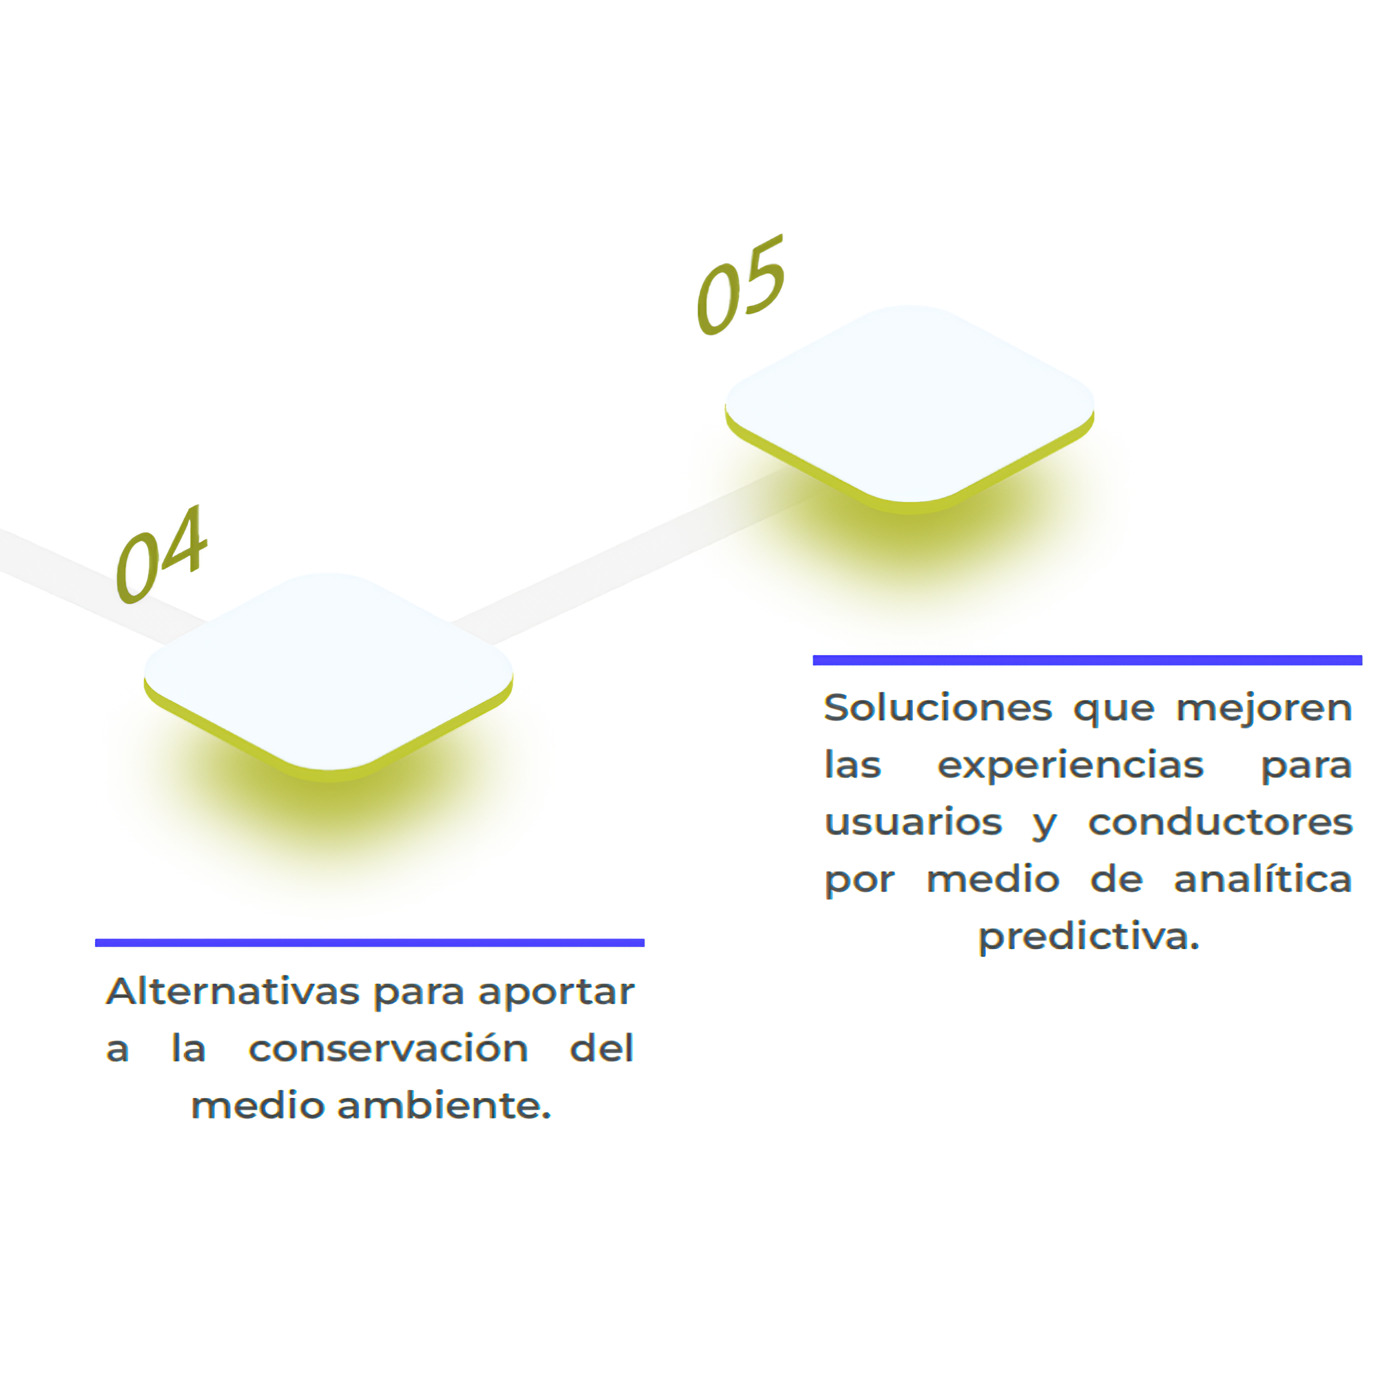 04
Alternativas para aportar
a la conservación del
medio ambiente.
05
Soluciones que mejoren
las experiencias para
usuarios y conductores
por medio de analítica
predictiva.